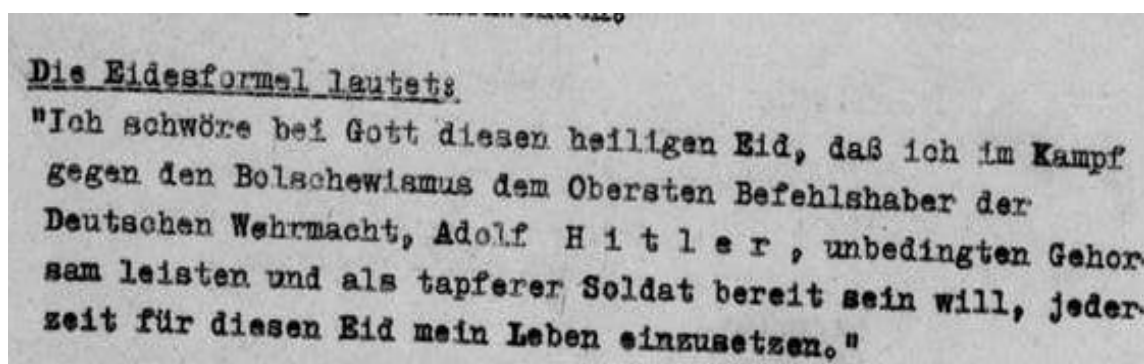 Die Eidesformel lautet:
"Ich schwöre bei Gott diesen heiligen Eid, daß ich im Kampf
gegen den Bolschewismus dem Obersten Befehlshaber der
Deutschen Wehrmacht, Adolf H i t l e r , unbedingten Gehor-
sam leisten und als tapferer Soldat bereit sein will, jeder-
zeit für diesen Eid mein Leben einzusetzen."